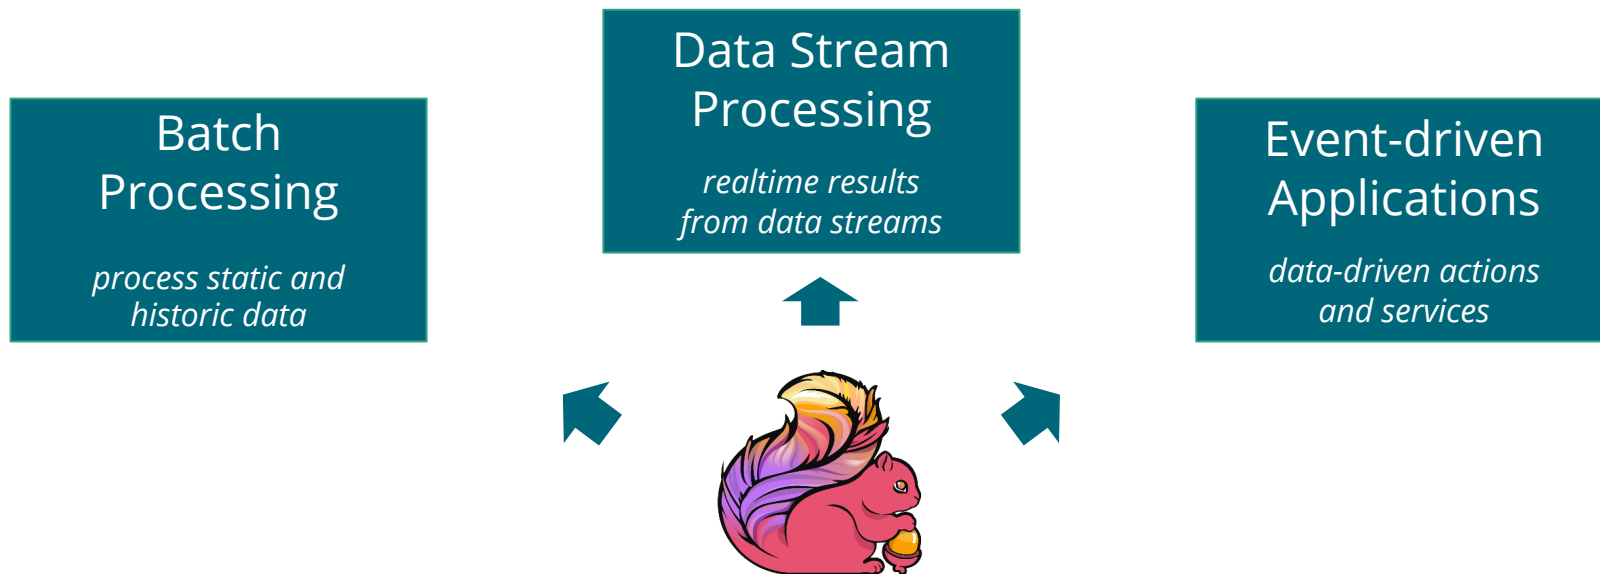 Batch
Processing
process static and
historic data
Data Stream
Processing
realtime results
from data streams
Event-driven
Applications
data-driven actions
and services